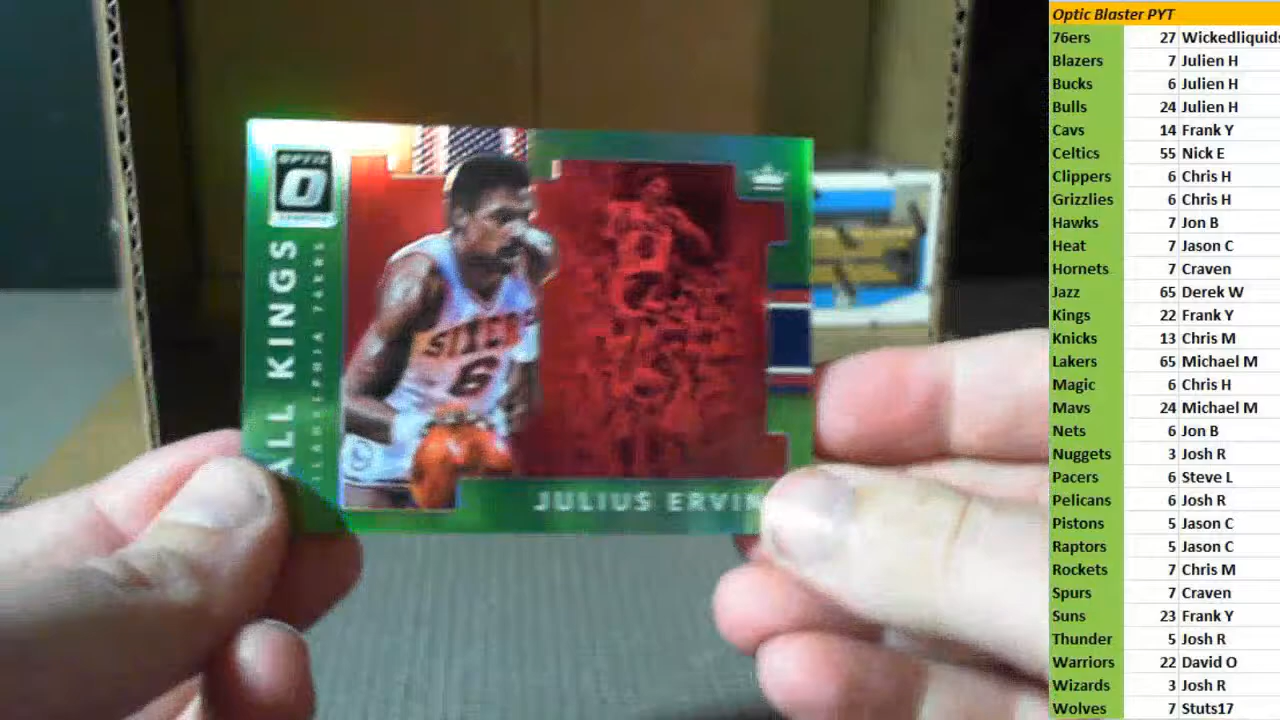 OPTIC
O
ALL KINGS
PHILADELPHIA 76ERS
SIXERS
6
JULIUS ERVIN
Optic Blaster PYT
76ers 27 Wickedliquids
Blazers 7 Julien H
Bucks 6 Julien H
Bulls 24 Julien H
Cavs 14 Frank Y
Celtics 55 Nick E
Clippers 6 Chris H
Grizzlies 6 Chris H
Hawks 7 Jon B
Heat 7 Jason C
Hornets 7 Craven
Jazz 65 Derek W
Kings 22 Frank Y
Knicks 13 Chris M
Lakers 65 Michael M
Magic 6 Chris H
Mavs 24 Michael M
Nets 6 Jon B
Nuggets 3 Josh R
Pacers 6 Steve L
Pelicans 6 Josh R
Pistons 5 Jason C
Raptors 5 Jason C
Rockets 7 Chris M
Spurs 7 Craven
Suns 23 Frank Y
Thunder 5 Josh R
Warriors 22 David O
Wizards 3 Josh R
Wolves 7 Stuts17